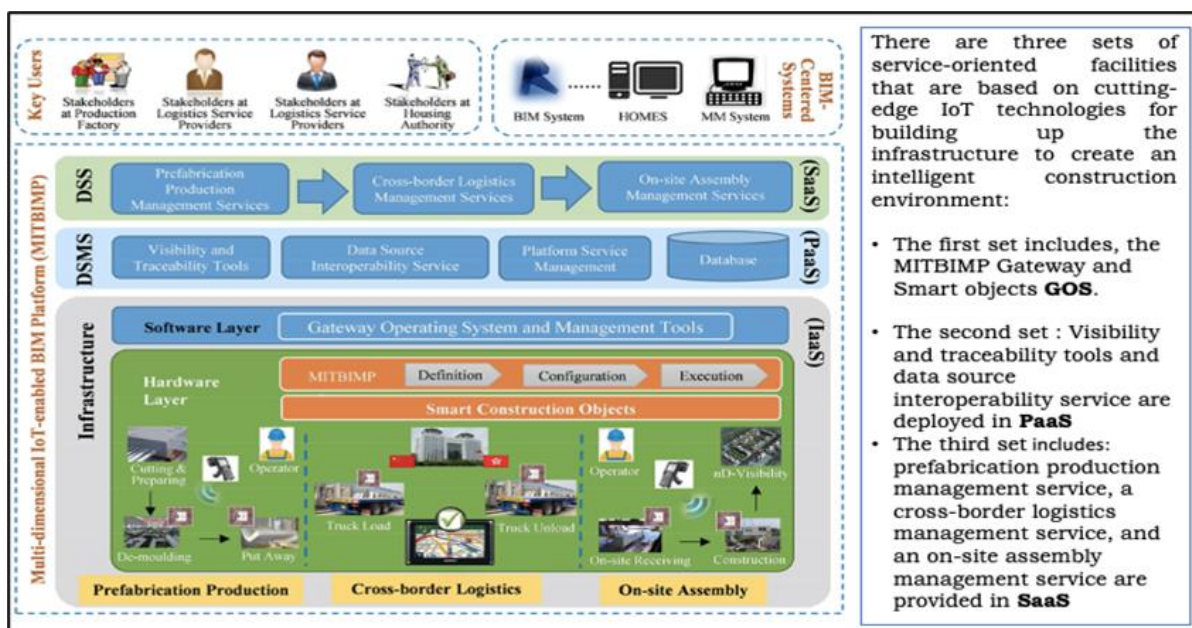 Key Users
Stakeholders
at Production
Factory
Stakeholders at
Logistics Service
Providers
Stakeholders at
Logistics Service
Providers
Stakeholders at
Housing
Authority
BIM System
HOMES
MM System
BIM-
Centered
Systems
Multi-dimensional IoT-enabled BIM Platform (MITBIMP)
DSS
Prefabrication
Production
Management Services
Cross-border Logistics
Management Services
On-site Assembly
Management Services
(SaaS)
DSMS
Visibility and
Traceability Tools
Data Source
Interoperability Service
Platform Service
Management
Database
(PaaS)
Infrastructure
Software Layer
Gateway Operating System and Management Tools
(IaaS)
Hardware
Layer
MITBIMP
Definition
Configuration
Execution
Smart Construction Objects
Cutting &
Preparing
Operator
De-moulding
Put Away
Truck Load
Truck Unload
Operator
nD-Visibility
On-site Receiving
Construction
Prefabrication Production
Cross-border Logistics
On-site Assembly
There are three sets of
service-oriented facilities
that are based on cutting-
edge IoT technologies for
building up the
infrastructure to create an
intelligent construction
environment:
• The first set includes, the
MITBIMP Gateway and
Smart objects GOS.
• The second set : Visibility
and traceability tools and
data source
interoperability service are
deployed in PaaS
• The third set includes:
prefabrication production
management service, a
cross-border logistics
management service, and
an on-site assembly
management service are
provided in SaaS